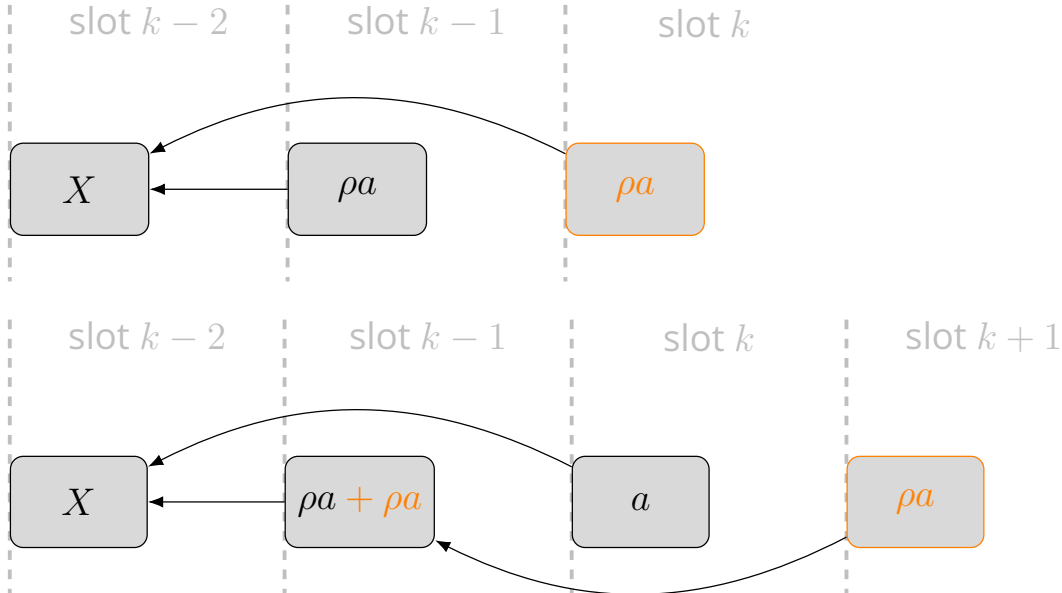 slot k − 2 slot k − 1 slot k
X ρa ρa
slot k − 2 slot k − 1 slot k slot k + 1
X ρa + ρa a ρa